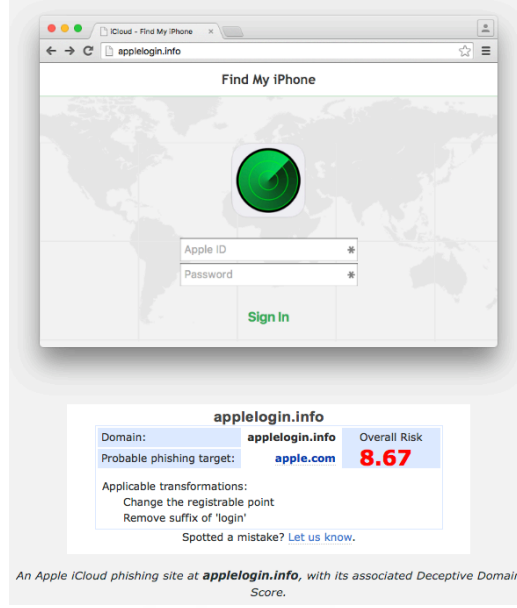 iCloud - Find My iPhone
applelogin.info
Find My iPhone
Apple ID
Password
Sign In
applelogin.info
Domain: applelogin.info Overall Risk
Probable phishing target: apple.com 8.67
Applicable transformations:
Change the registrable point
Remove suffix of 'login'
Spotted a mistake? Let us know.
An Apple iCloud phishing site at applelogin.info, with its associated Deceptive Domain
Score.